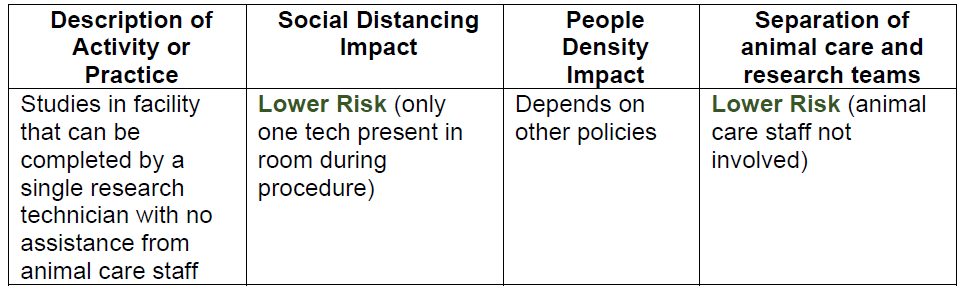 Description of
Activity or
Practice
Social Distancing
Impact
People
Density
Impact
Separation of
animal care and
research teams
Studies in facility
that can be
completed by a
single research
technician with no
assistance from
animal care staff
Lower Risk (only
one tech present in
room during
procedure)
Depends on
other policies
Lower Risk (animal
care staff not
involved)